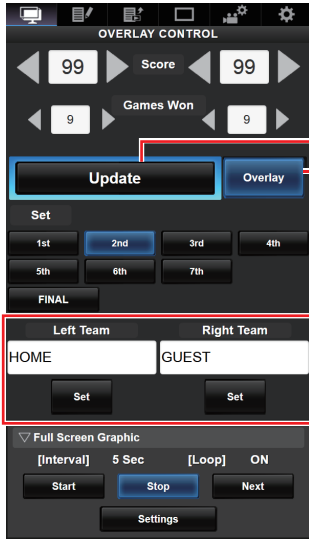 OVERLAY CONTROL
99 Score 99
Games Won
9 9
Update Overlay
Set
1st 2nd 3rd 4th
5th 6th 7th
FINAL
Left Team Right Team
HOME GUEST
Set Set
▽ Full Screen Graphic
[Interval] 5 Sec [Loop] ON
Start Stop Next
Settings